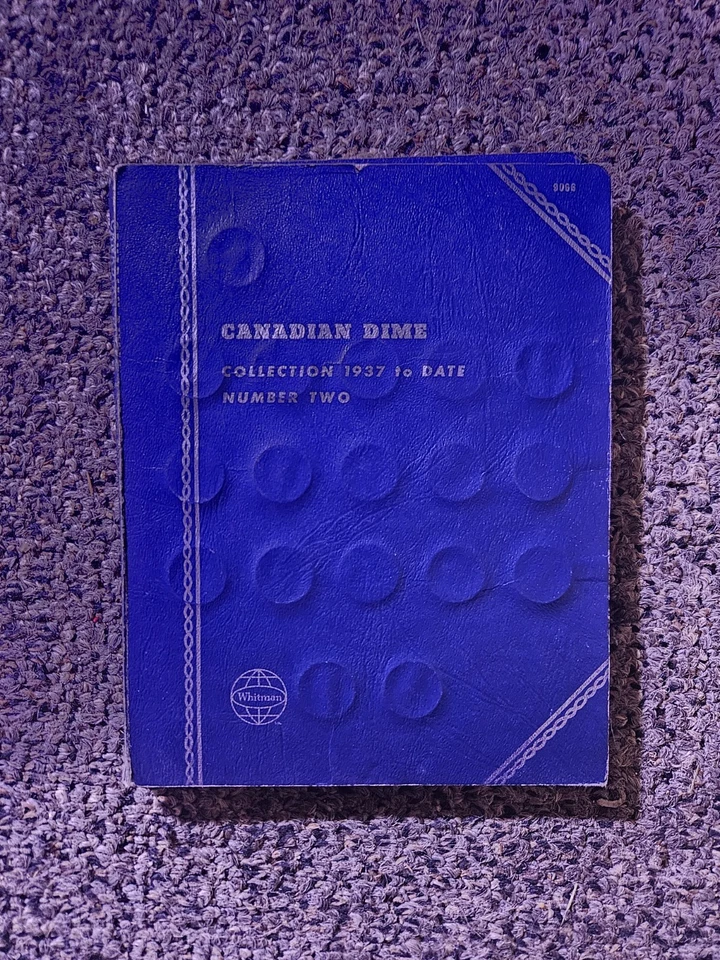 9068
CANADIAN DIME
COLLECTION 1937 to DATE
NUMBER TWO
Whitman